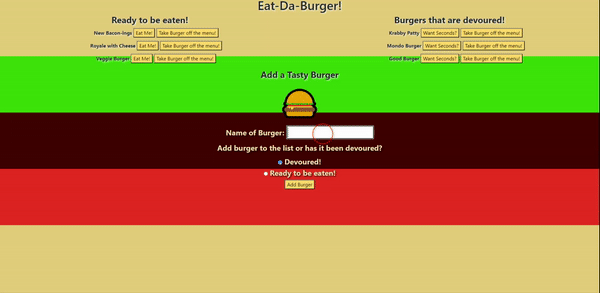 Eat-Da-Burger!
Ready to be eaten!
New Bacon-ings Eat Me! Take Burger off the menu!
Royale with Cheese Eat Me! Take Burger off the menu!
Veggie Burger Eat Me! Take Burger off the menu!
Burgers that are devoured!
Krabby Patty Want Seconds? Take Burger off the menu!
Mondo Burger Want Seconds? Take Burger off the menu!
Good Burger Want Seconds? Take Burger off the menu!
Add a Tasty Burger
Name of Burger:
Add burger to the list or has it been devoured?
Devoured!
Ready to be eaten!
Add Burger